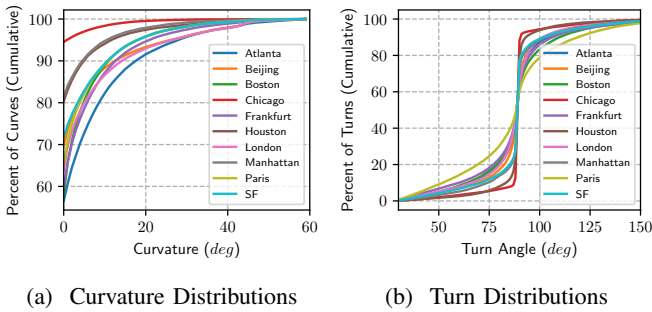 Percent of Curves (Cumulative)
100
90
80
70
60
0
20
40
60
Curvature (deg)
Atlanta
Beijing
Boston
Chicago
Frankfurt
Houston
London
Manhattan
Paris
SF
(a) Curvature Distributions
Percent of Turns (Cumulative)
100
80
60
40
20
0
50
75
100
125
150
Turn Angle (deg)
Atlanta
Beijing
Boston
Chicago
Frankfurt
Houston
London
Manhattan
Paris
SF
(b) Turn Distributions